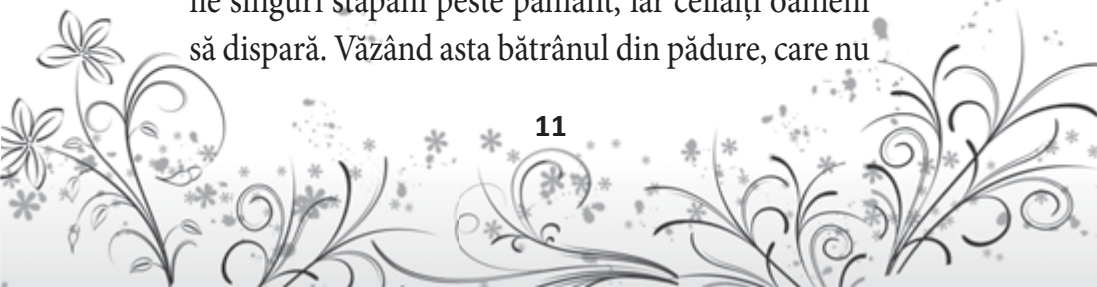 fie singuri stăpâni peste pământ, iar ceilalți oameni
să dispară. Văzând asta bătrânul din pădure, care nu
11